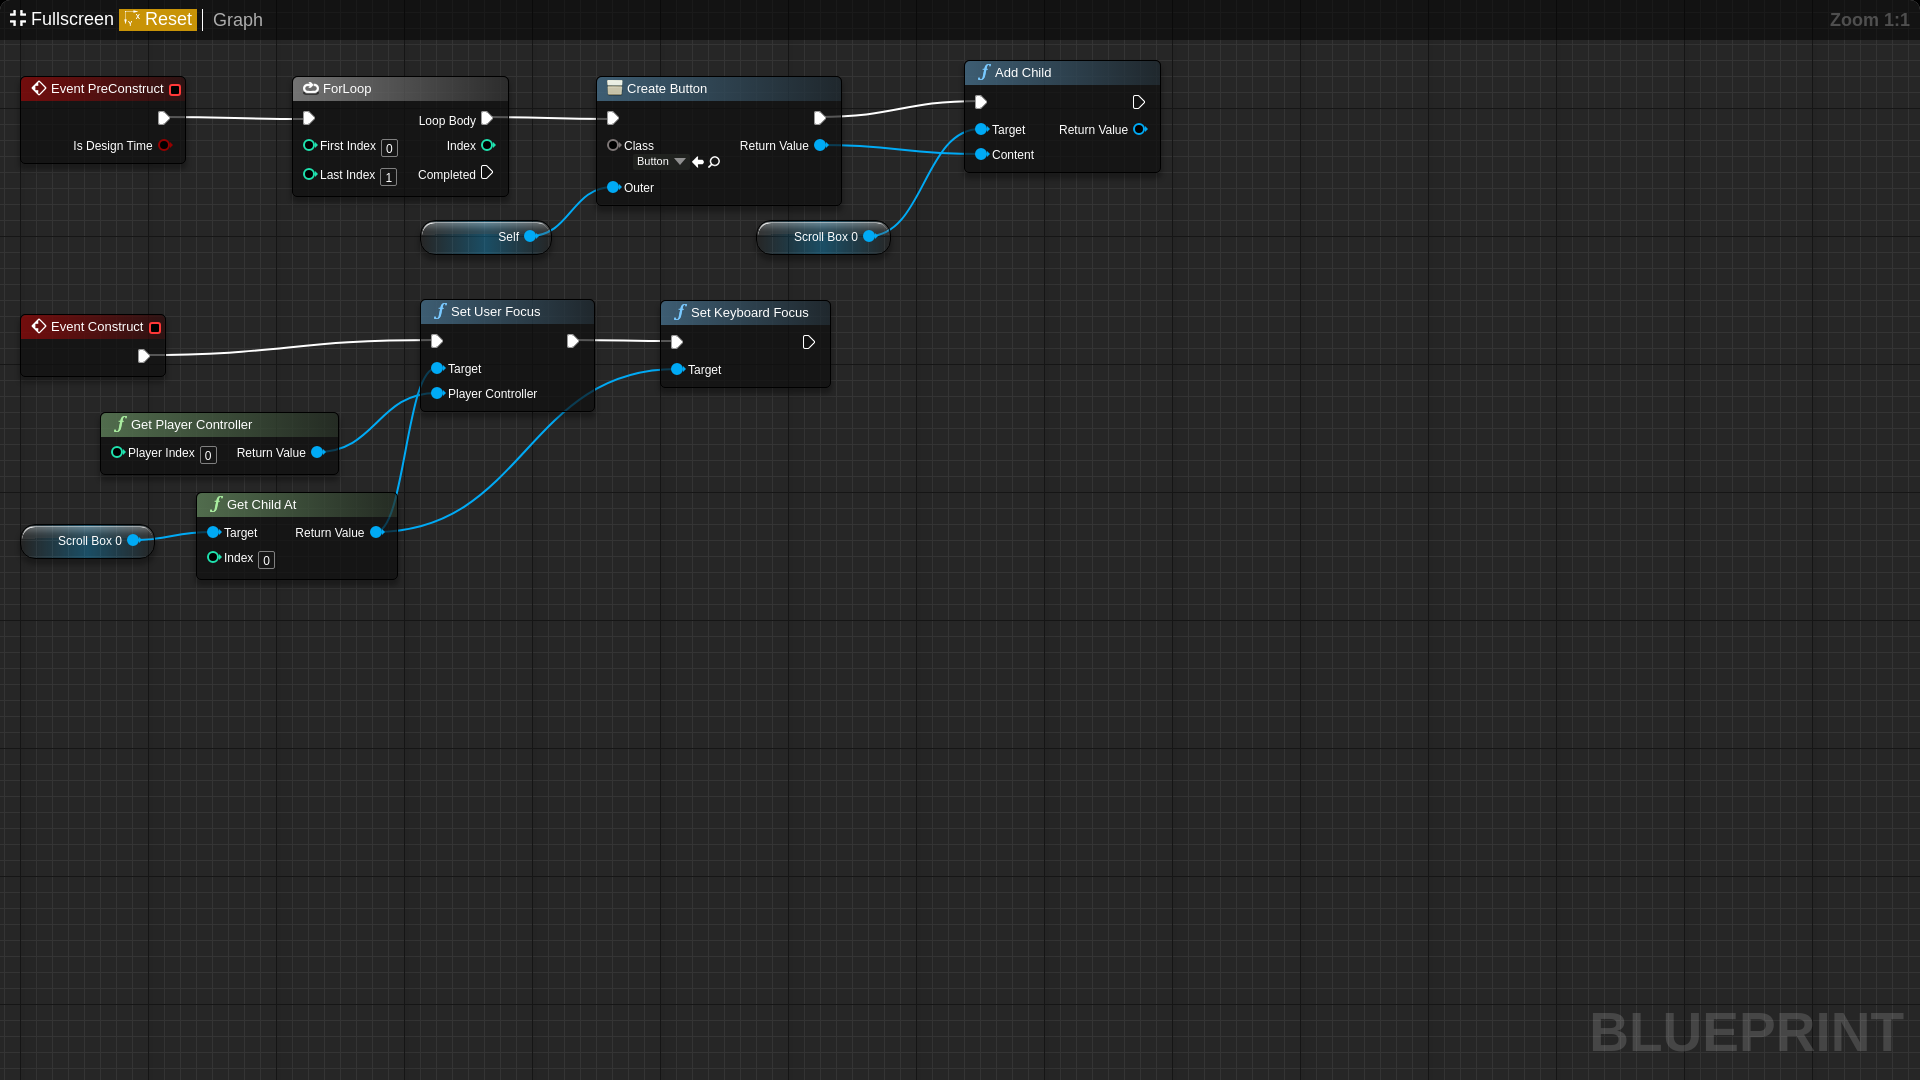 Fullscreen Reset Graph Zoom 1:1
Event PreConstruct
Is Design Time
ForLoop
Loop Body
First Index 0 Index
Last Index 1 Completed
Create Button
Class Return Value
Button
Outer
Add Child
Target Return Value
Content
Self
Scroll Box 0
Event Construct
Set User Focus
Target
Player Controller
Set Keyboard Focus
Target
Get Player Controller
Player Index 0 Return Value
Get Child At
Target Return Value
Index 0
Scroll Box 0
BLUEPRINT